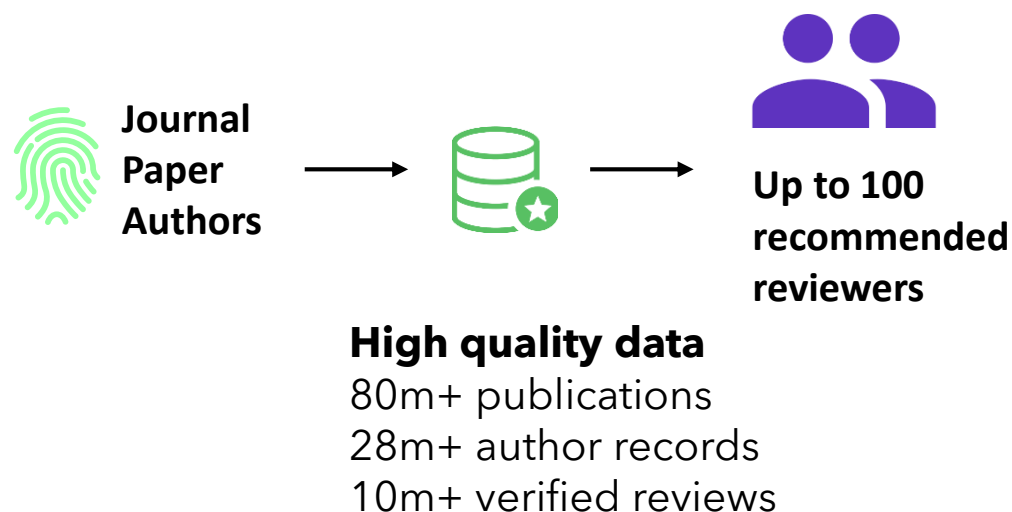 Journal
Paper
Authors
Up to 100
recommended
reviewers
High quality data
80m+ publications
28m+ author records
10m+ verified reviews